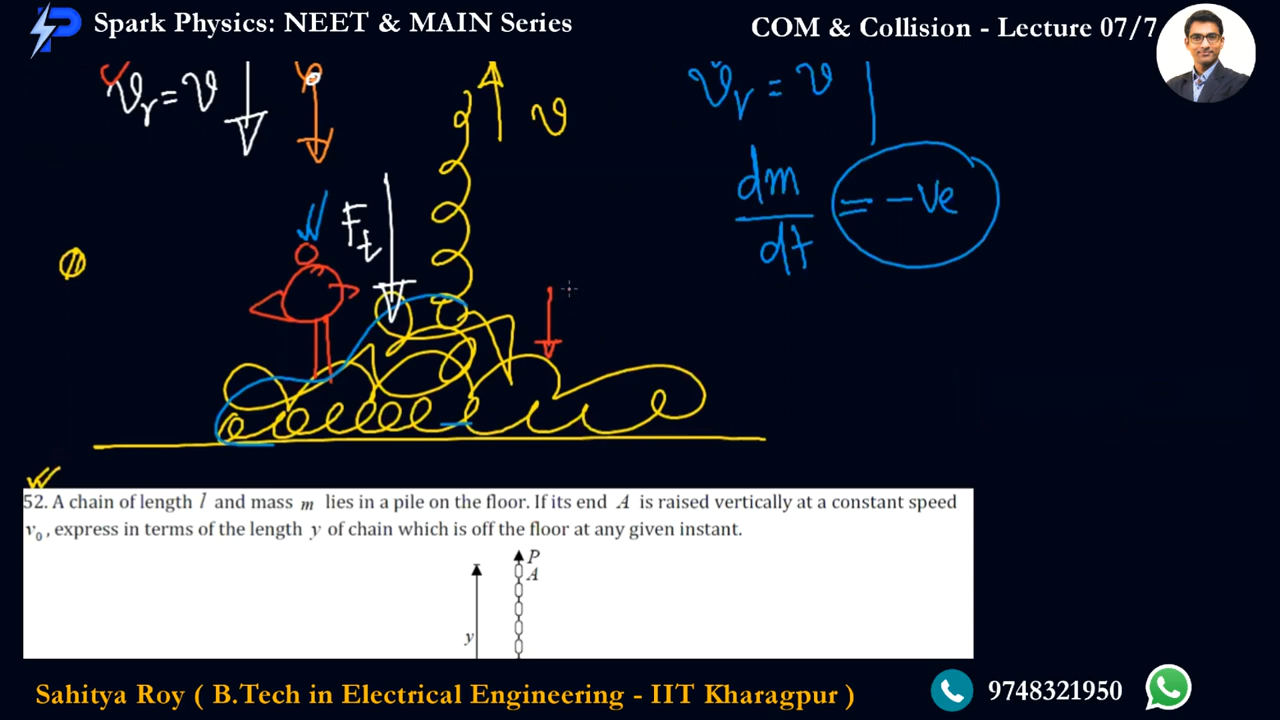 Spark Physics: NEET & MAIN Series
COM & Collision - Lecture 07/7
v_r = v
v
v_r = v
F_t
dm/dt = -ve
52. A chain of length l and mass m lies in a pile on the floor. If its end A is raised vertically at a constant speed
v₀, express in terms of the length y of chain which is off the floor at any given instant.
P
A
y
Sahitya Roy ( B.Tech in Electrical Engineering - IIT Kharagpur )
9748321950